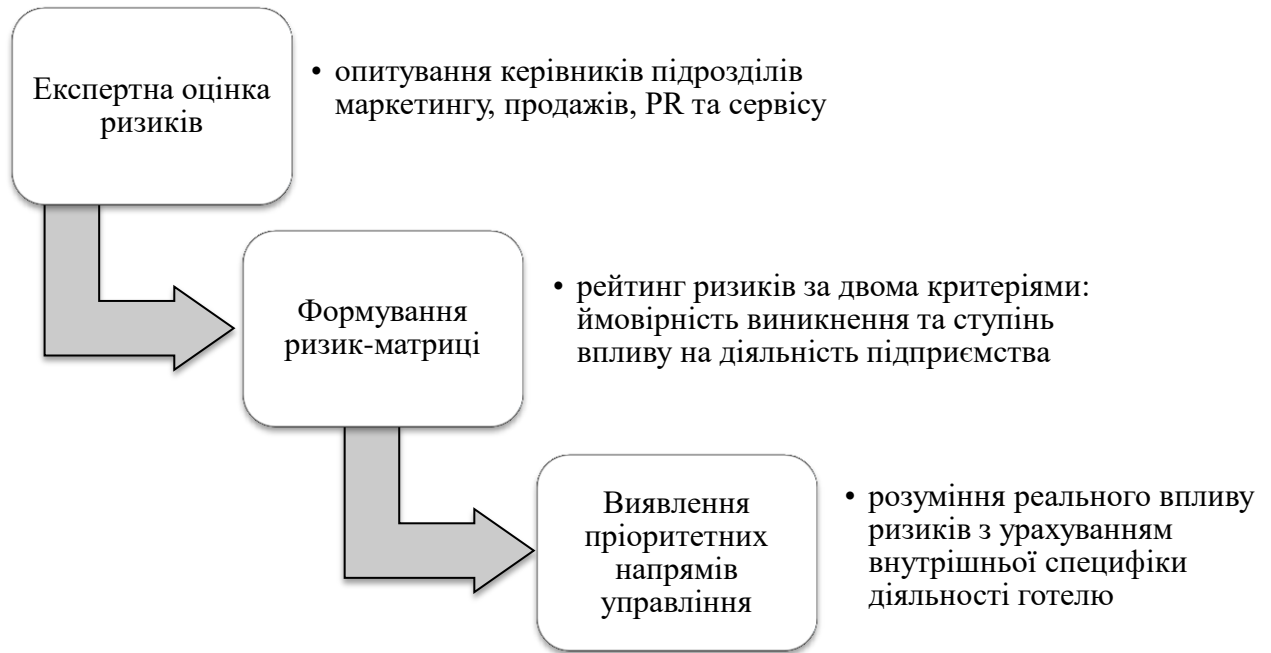 Експертна оцінка
ризиків
• опитування керівників підрозділів
маркетингу, продажів, PR та сервісу
Формування
ризик-матриці
• рейтинг ризиків за двома критеріями:
ймовірність виникнення та ступінь
впливу на діяльність підприємства
Виявлення
пріоритетних
напрямів
управління
• розуміння реального впливу
ризиків з урахуванням
внутрішньої специфіки
діяльності готелю